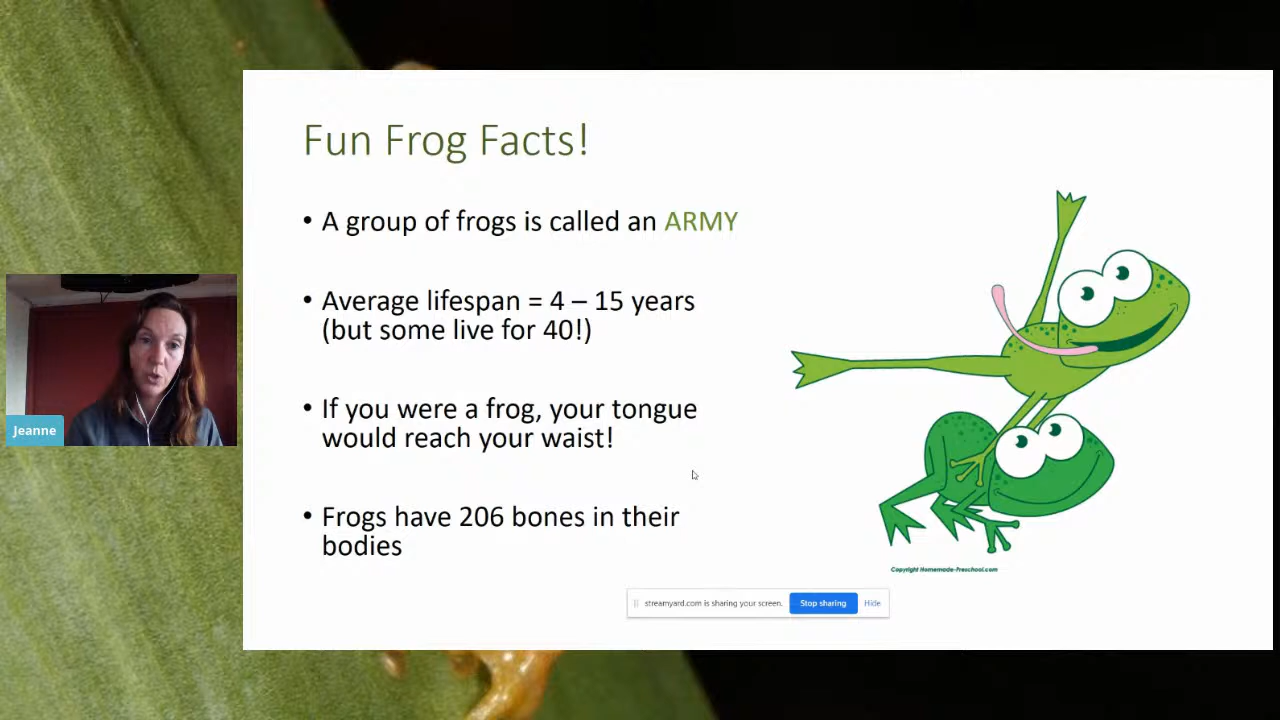 Fun Frog Facts!
• A group of frogs is called an ARMY
• Average lifespan = 4 – 15 years
(but some live for 40!)
• If you were a frog, your tongue
would reach your waist!
• Frogs have 206 bones in their
bodies
Jeanne
Copyright Homemade-Preschool.com
streamyard.com is sharing your screen.
Stop sharing
Hide